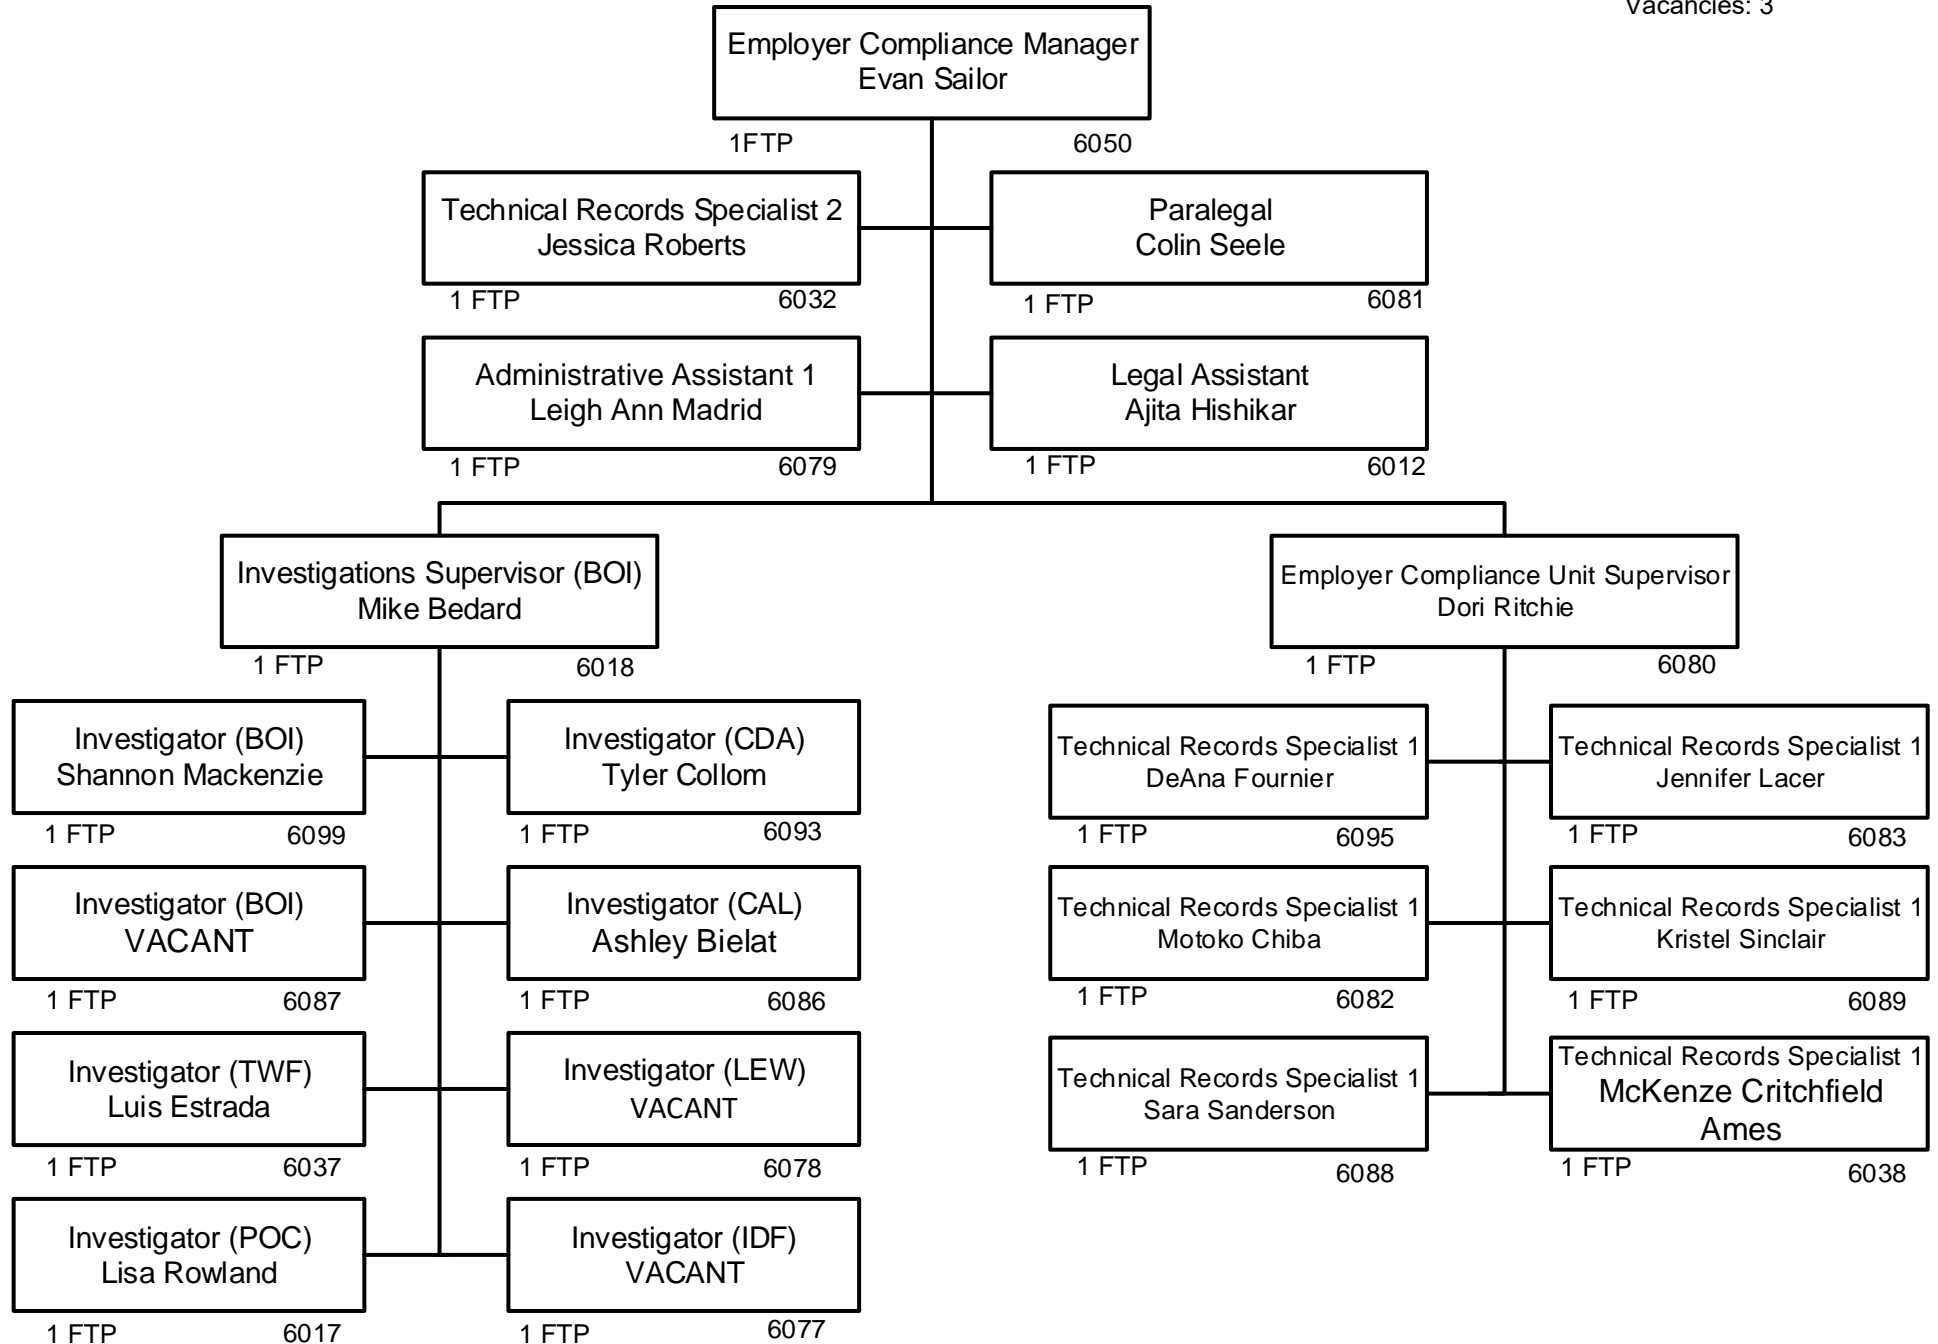 Vacancies: 3
Employer Compliance Manager
Evan Sailor
1FTP 6050
Technical Records Specialist 2
Jessica Roberts
1 FTP 6032
Paralegal
Colin Seele
1 FTP 6081
Administrative Assistant 1
Leigh Ann Madrid
1 FTP 6079
Legal Assistant
Ajita Hishikar
1 FTP 6012
Investigations Supervisor (BOI)
Mike Bedard
1 FTP 6018
Employer Compliance Unit Supervisor
Dori Ritchie
1 FTP 6080
Investigator (BOI)
Shannon Mackenzie
1 FTP 6099
Investigator (CDA)
Tyler Collom
1 FTP 6093
Technical Records Specialist 1
DeAna Fournier
1 FTP 6095
Technical Records Specialist 1
Jennifer Lacer
1 FTP 6083
Investigator (BOI)
VACANT
1 FTP 6087
Investigator (CAL)
Ashley Bielat
1 FTP 6086
Technical Records Specialist 1
Motoko Chiba
1 FTP 6082
Technical Records Specialist 1
Kristel Sinclair
1 FTP 6089
Investigator (TWF)
Luis Estrada
1 FTP 6037
Investigator (LEW)
VACANT
1 FTP 6078
Technical Records Specialist 1
Sara Sanderson
1 FTP 6088
Technical Records Specialist 1
McKenze Critchfield
Ames
1 FTP 6038
Investigator (POC)
Lisa Rowland
1 FTP 6017
Investigator (IDF)
VACANT
1 FTP 6077